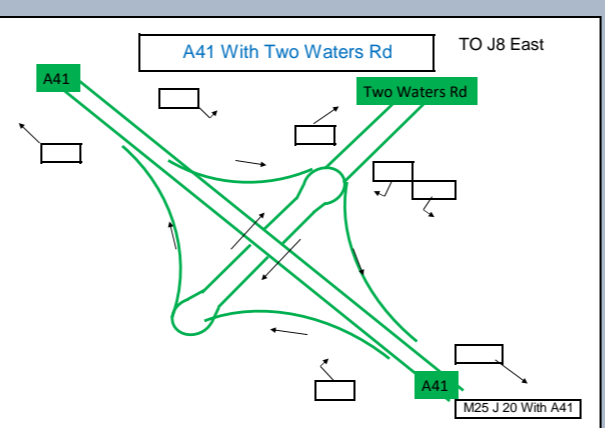 A41 With Two Waters Rd
TO J8 East
A41
Two Waters Rd
A41
M25 J 20 With A41